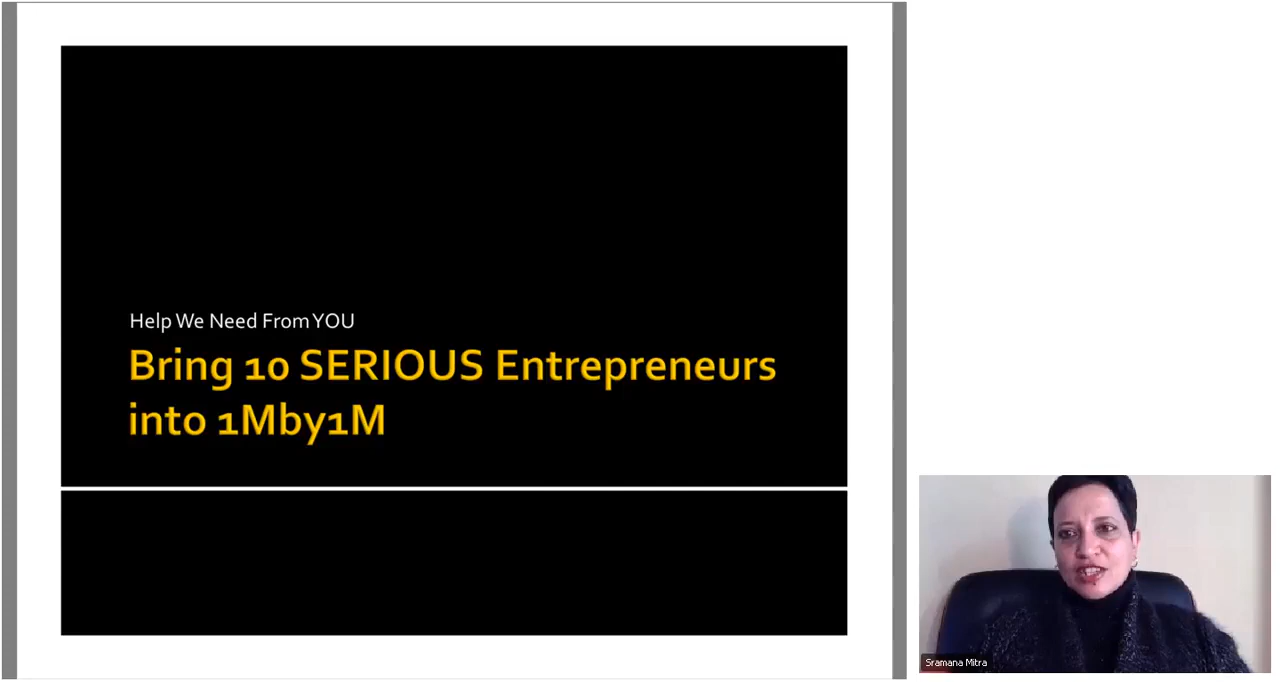 Help We Need From YOU
Bring 10 SERIOUS Entrepreneurs
into 1Mby1M
Sramana Mitra